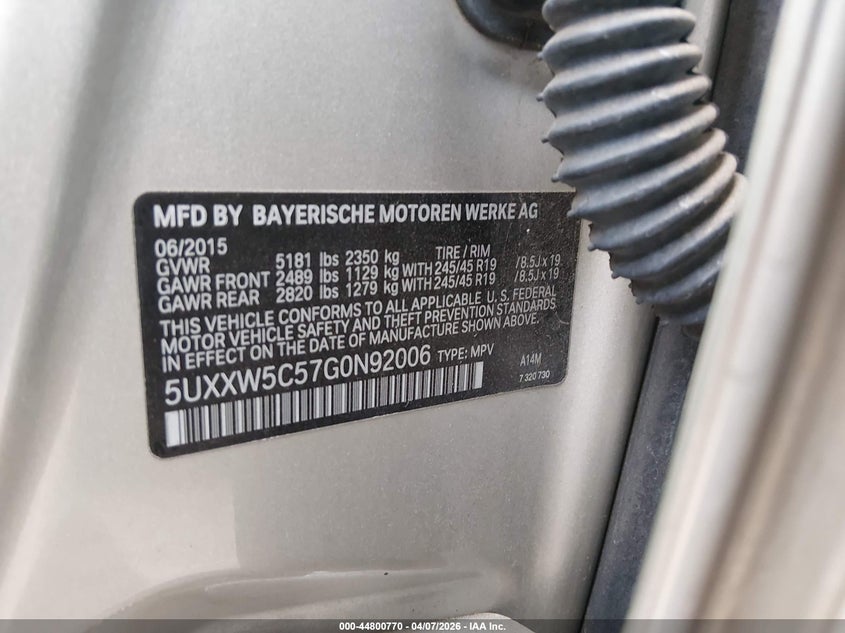 MFD BY BAYERISCHE MOTOREN WERKE AG
06/2015 TIRE / RIM
GVWR 5181 lbs 2350 kg
GAWR FRONT 2489 lbs 1129 kg WITH 245/45 R19 /8.5J x 19
GAWR REAR 2820 lbs 1279 kg WITH 245/45 R19 /8.5J x 19
THIS VEHICLE CONFORMS TO ALL APPLICABLE U.S. FEDERAL
MOTOR VEHICLE SAFETY AND THEFT PREVENTION STANDARDS
IN EFFECT ON THE DATE OF MANUFACTURE SHOWN ABOVE.
5UXXW5C57G0N92006 TYPE: MPV A14M
7 320 730
000-44800770 - 04/07/2026 - IAA Inc.